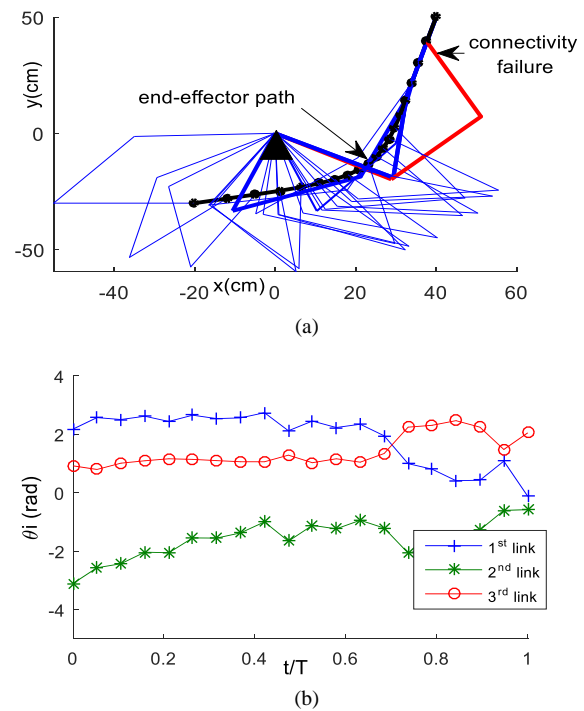 50
y(cm)
connectivity
failure
end-effector path
0
-50
-40
-20
x(cm)
0
20
40
60
(a)
4
2
θi (rad)
0
-2
-4
1st link
2nd link
3rd link
0
0.2
0.4
t/T
0.6
0.8
1
(b)